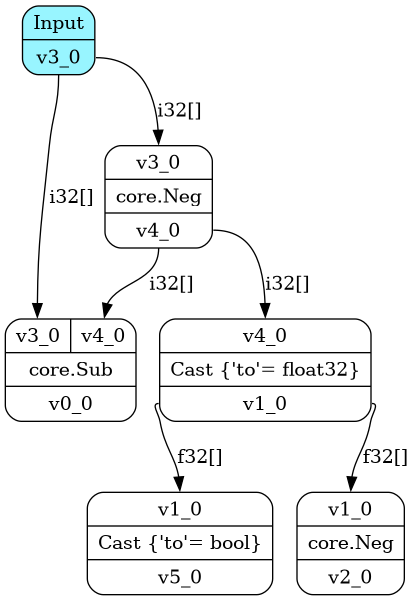 Input
v3_0
i32[]
v3_0
core.Neg
v4_0
i32[]
i32[]
i32[]
v3_0 v4_0
core.Sub
v0_0
v4_0
Cast {'to'= float32}
v1_0
f32[]
f32[]
v1_0
Cast {'to'= bool}
v5_0
v1_0
core.Neg
v2_0